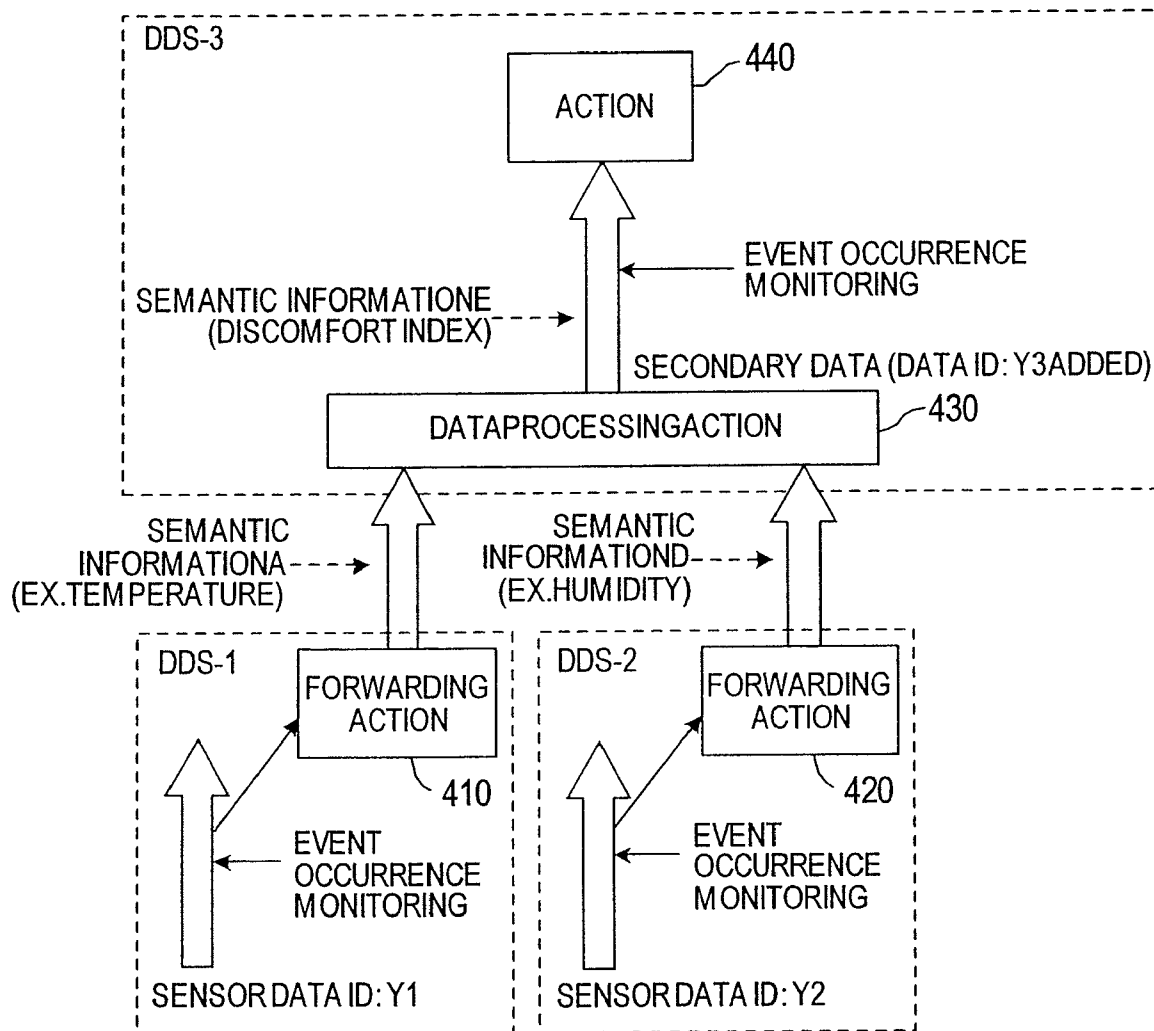 DDS-3
440
ACTION
EVENT OCCURRENCE
MONITORING
SEMANTIC INFORMATIONE
(DISCOMFORT INDEX)
SECONDARY DATA (DATA ID: Y3ADDED)
430
DATAPROCESSINGACTION
SEMANTIC
INFORMATIONA
(EX.TEMPERATURE)
SEMANTIC
INFORMATIOND
(EX.HUMIDITY)
DDS-1
FORWARDING
ACTION
410
EVENT
OCCURRENCE
MONITORING
SENSOR DATA ID: Y1
DDS-2
FORWARDING
ACTION
420
EVENT
OCCURRENCE
MONITORING
SENSOR DATA ID: Y2